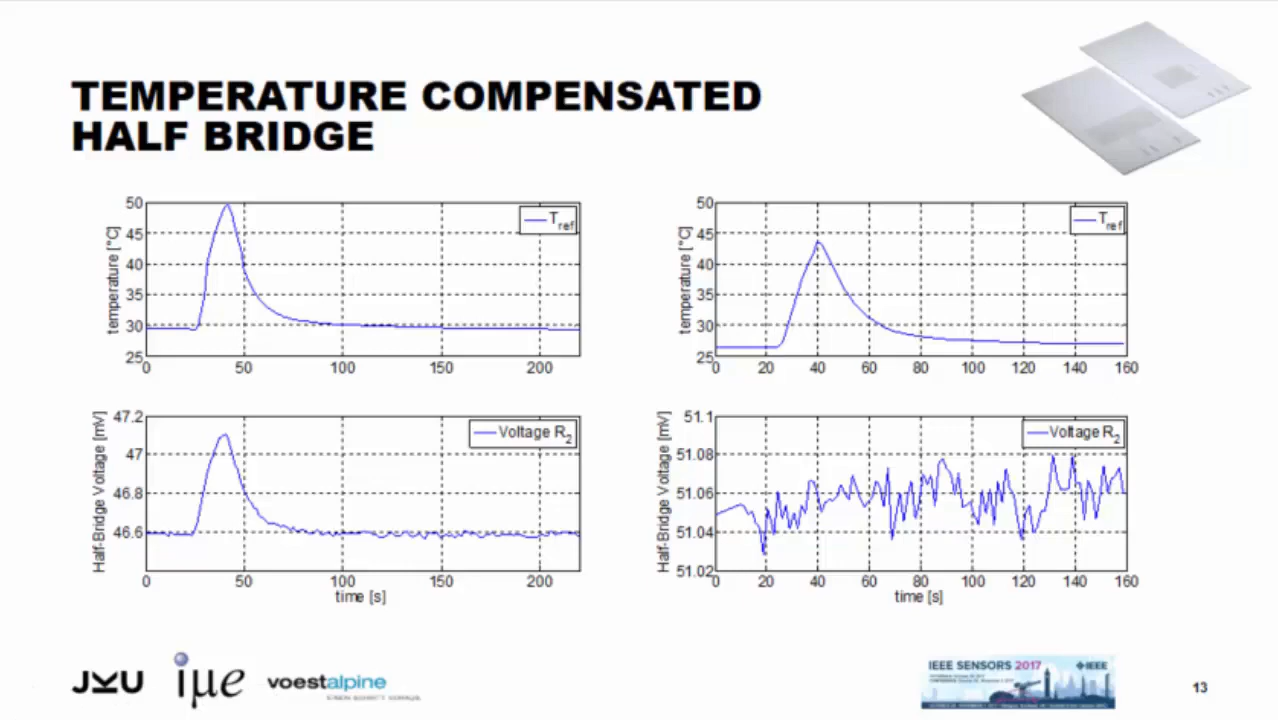 TEMPERATURE COMPENSATED
HALF BRIDGE
temperature [°C]
50
45
40
35
30
25
T_ref
0 50 100 150 200
temperature [°C]
50
45
40
35
30
25
T_ref
0 20 40 60 80 100 120 140 160
Half-Bridge Voltage [mV]
47.2
47
46.8
46.6
Voltage R_2
0 50 100 150 200
time [s]
Half-Bridge Voltage [mV]
51.1
51.08
51.06
51.04
51.02
Voltage R_2
0 20 40 60 80 100 120 140 160
time [s]
JKU
iμe
voestalpine
IEEE SENSORS 2017
IEEE
13